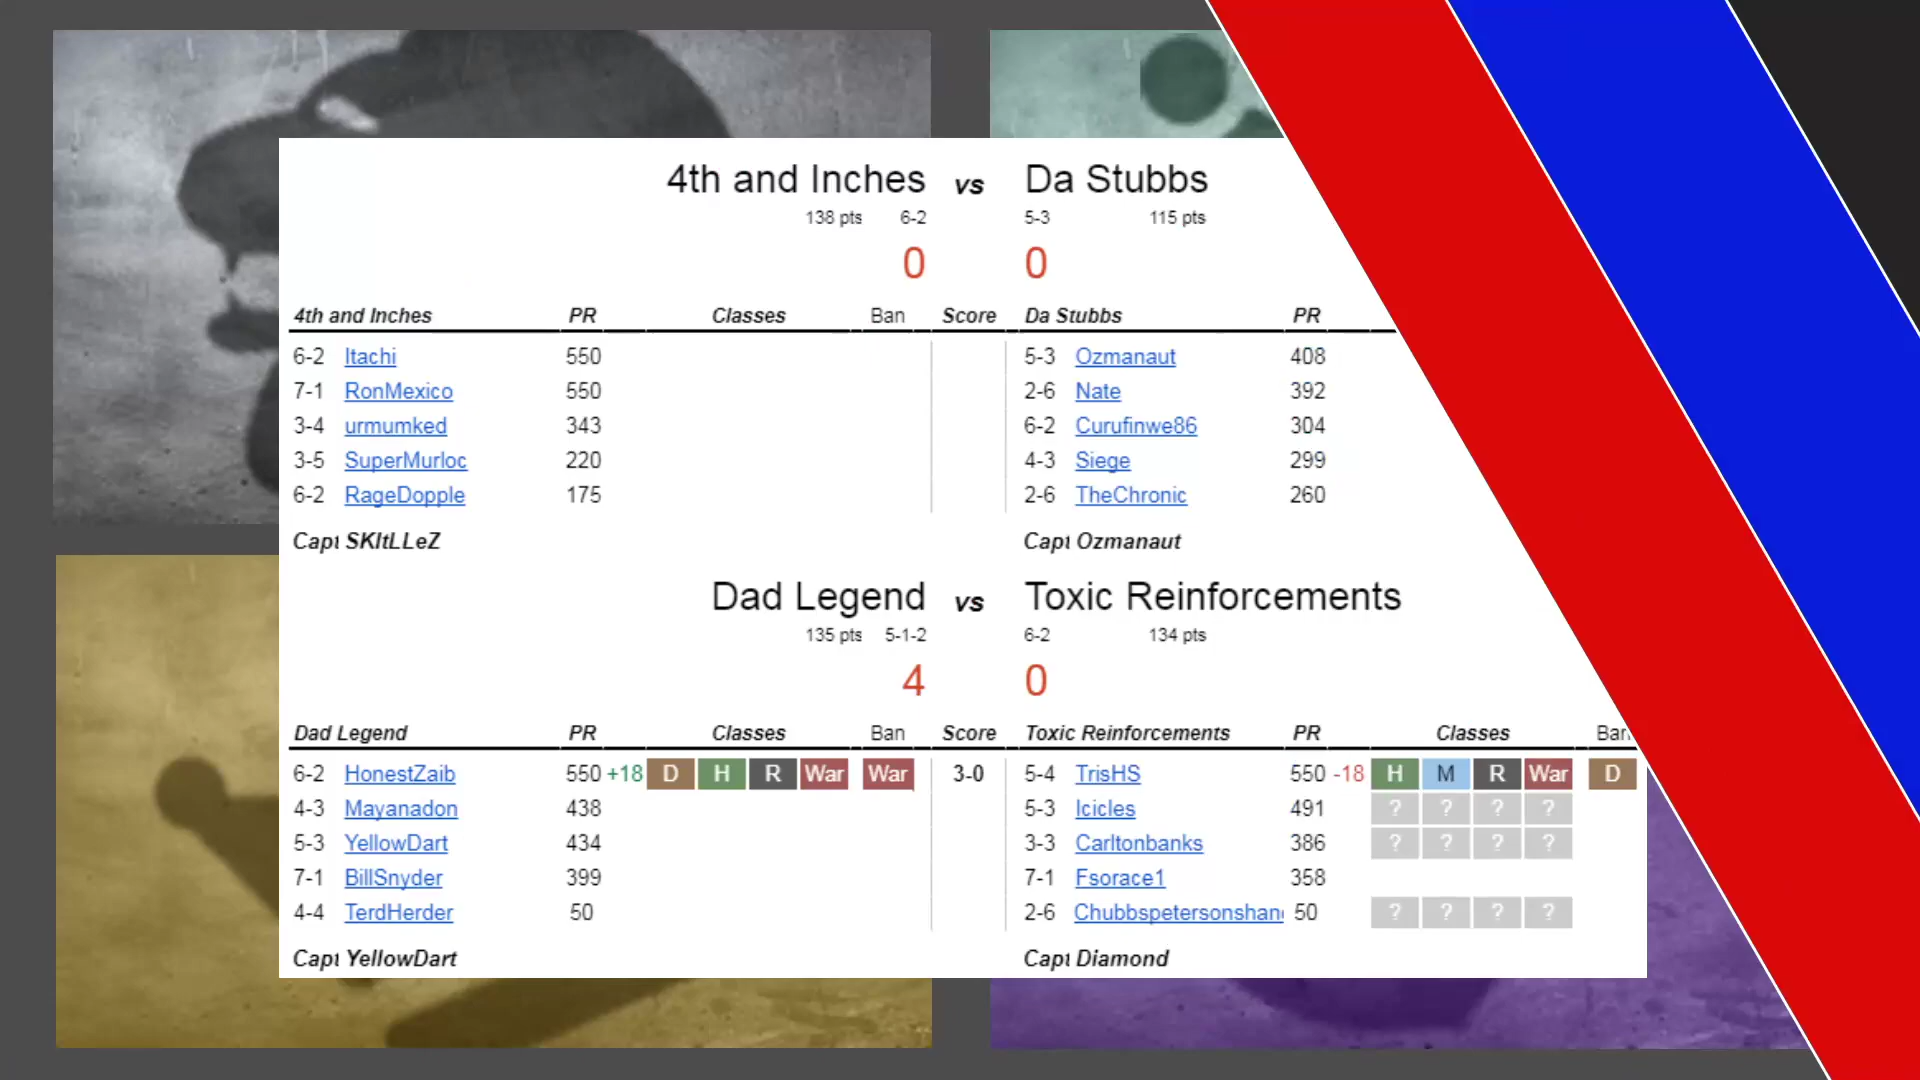 4th and Inches vs Da Stubbs
138 pts 6-2 5-3 115 pts
0 0
4th and Inches PR Classes Ban Score Da Stubbs PR
6-2 Itachi 550 5-3 Ozmanaut 408
7-1 RonMexico 550 2-6 Nate 392
3-4 urmumked 343 6-2 Curufinwe86 304
3-5 SuperMurloc 220 4-3 Siege 299
6-2 RageDopple 175 2-6 TheChronic 260
Capt SKItLLeZ Capt Ozmanaut
Dad Legend vs Toxic Reinforcements
135 pts 5-1-2 6-2 134 pts
4 0
Dad Legend PR Classes Ban Score Toxic Reinforcements PR Classes Ban
6-2 HonestZaib 550 +18 D H R War War 3-0 5-4 TrisHS 550 -18 H M R War D
4-3 Mayanadon 438 5-3 Icicles 491 ? ? ? ?
5-3 YellowDart 434 3-3 Carltonbanks 386 ? ? ? ?
7-1 BillSnyder 399 7-1 Fsorace1 358
4-4 TerdHerder 50 2-6 Chubbspetersonshan 50 ? ? ? ?
Capt YellowDart Capt Diamond